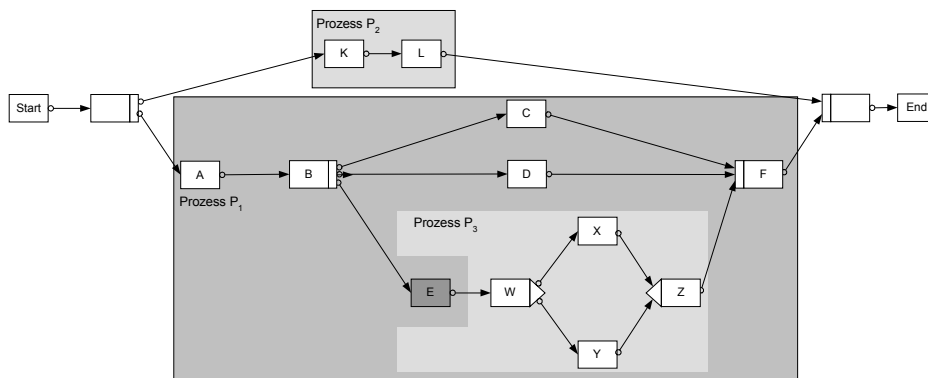 Prozess P2
K
L
Start
End
C
A
B
D
F
Prozess P1
Prozess P3
X
E
W
Z
Y